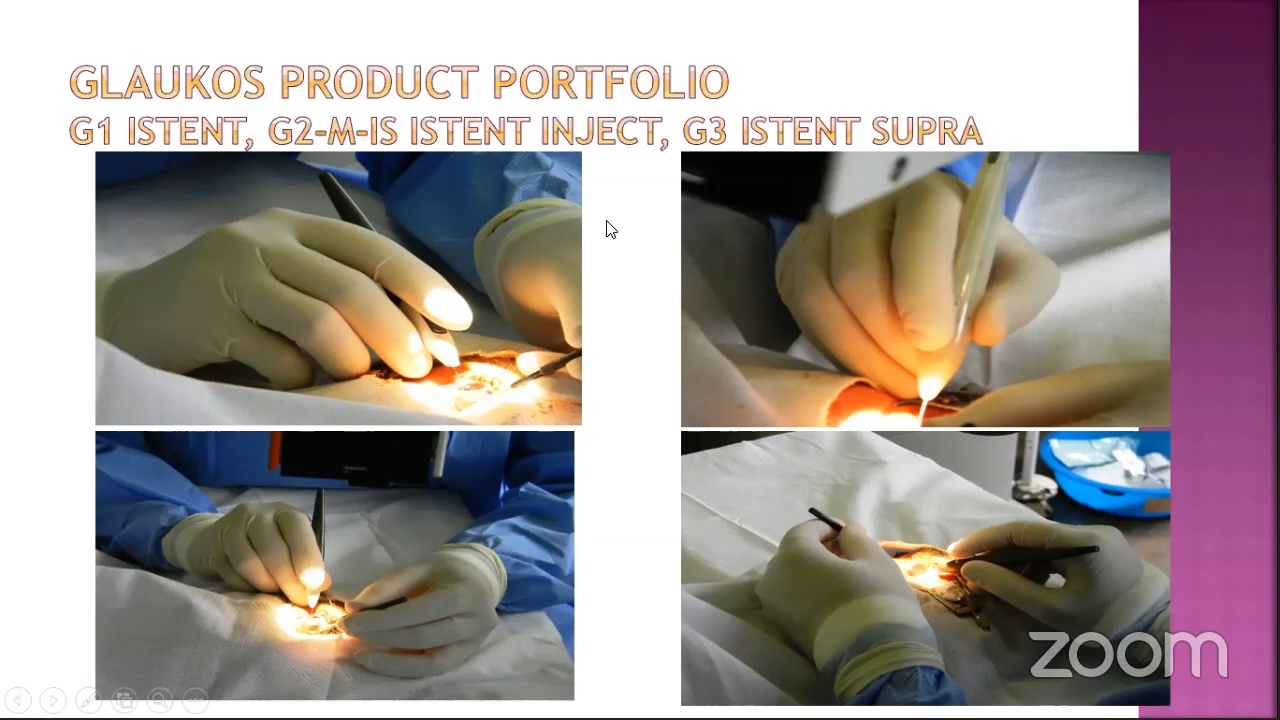 GLAUKOS PRODUCT PORTFOLIO
G1 ISTENT, G2-M-IS ISTENT INJECT, G3 ISTENT SUPRA
zoom